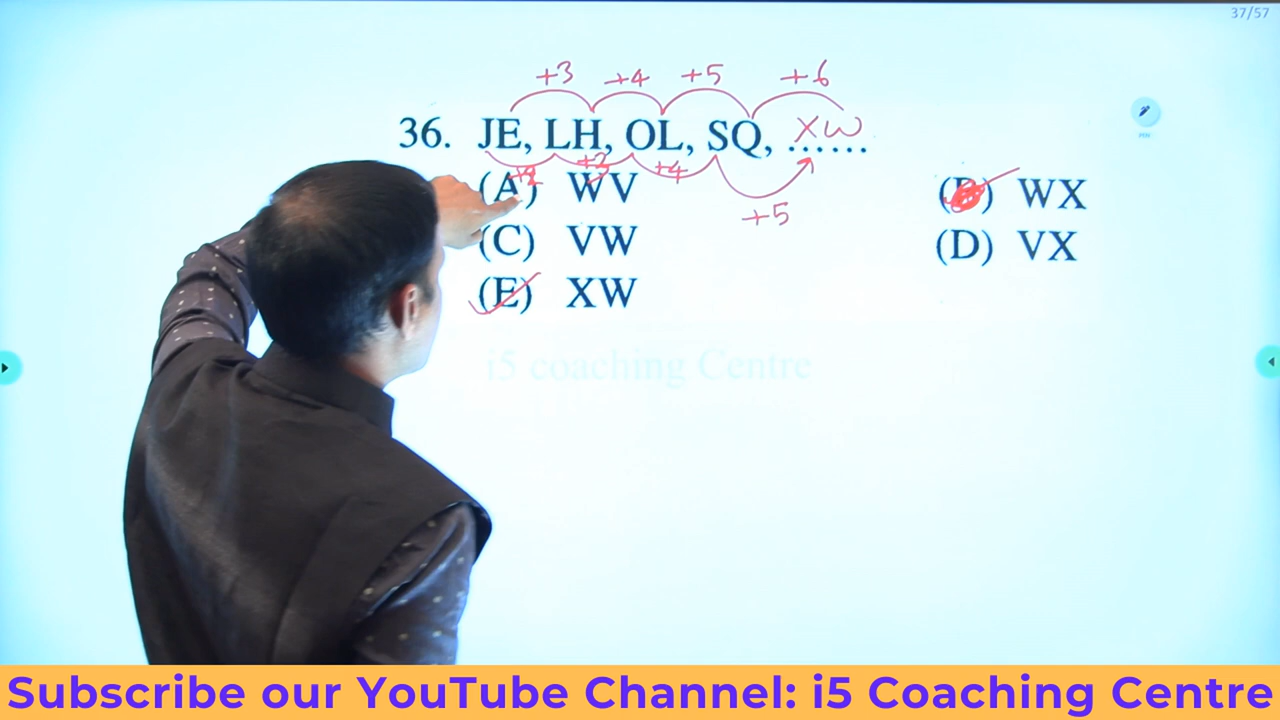 37/57
+3 +4 +5 +6
36. JE, LH, OL, SQ, ...... XW
+2 +3 +4
(A) WV
WX
+5
(C) VW
(D) VX
(E) XW
i5 coaching Centre
Subscribe our YouTube Channel: i5 Coaching Centre